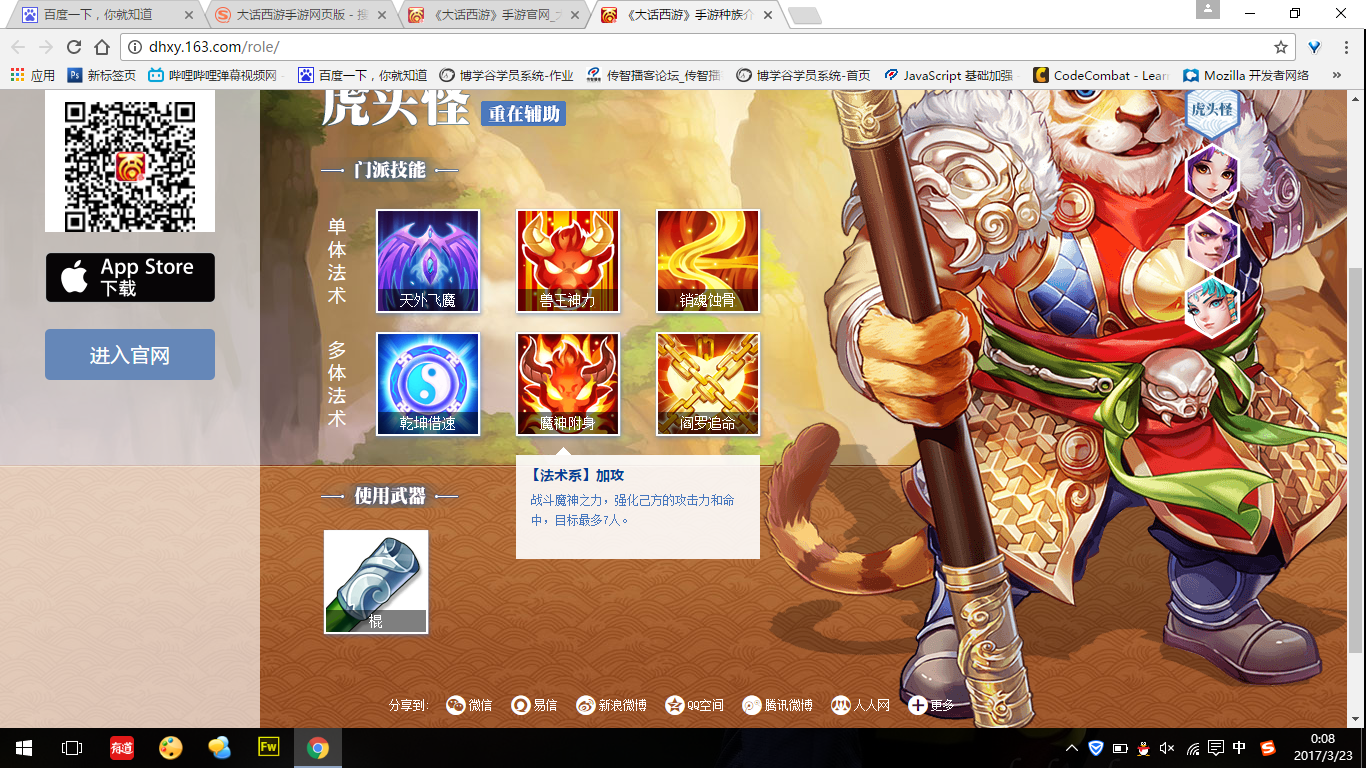 百度一下，你就知道
大话西游手游网页版 - 搜
《大话西游》手游官网_大
《大话西游》手游种族介
dhxy.163.com/role/
应用
Ps
新标签页
哔哩哔哩弹幕视频网
百度一下，你就知道
博学谷学员系统-作业
传智播客论坛_传智播
博学谷学员系统-首页
JavaScript 基础加强
CodeCombat - Lear
Mozilla 开发者网络
»
虎头怪
重在辅助
虎头怪
App Store
下载
进入官网
门派技能
单体法术
天外飞魔
兽王神力
销魂蚀骨
多体法术
乾坤借速
魔神附身
阎罗追命
【法术系】加攻
战斗魔神之力，强化己方的攻击力和命
中，目标最多7人。
使用武器
棍
分享到:
微信
易信
新浪微博
QQ空间
腾讯微博
人人网
更多
有道
Fw
中
0:08
2017/3/23